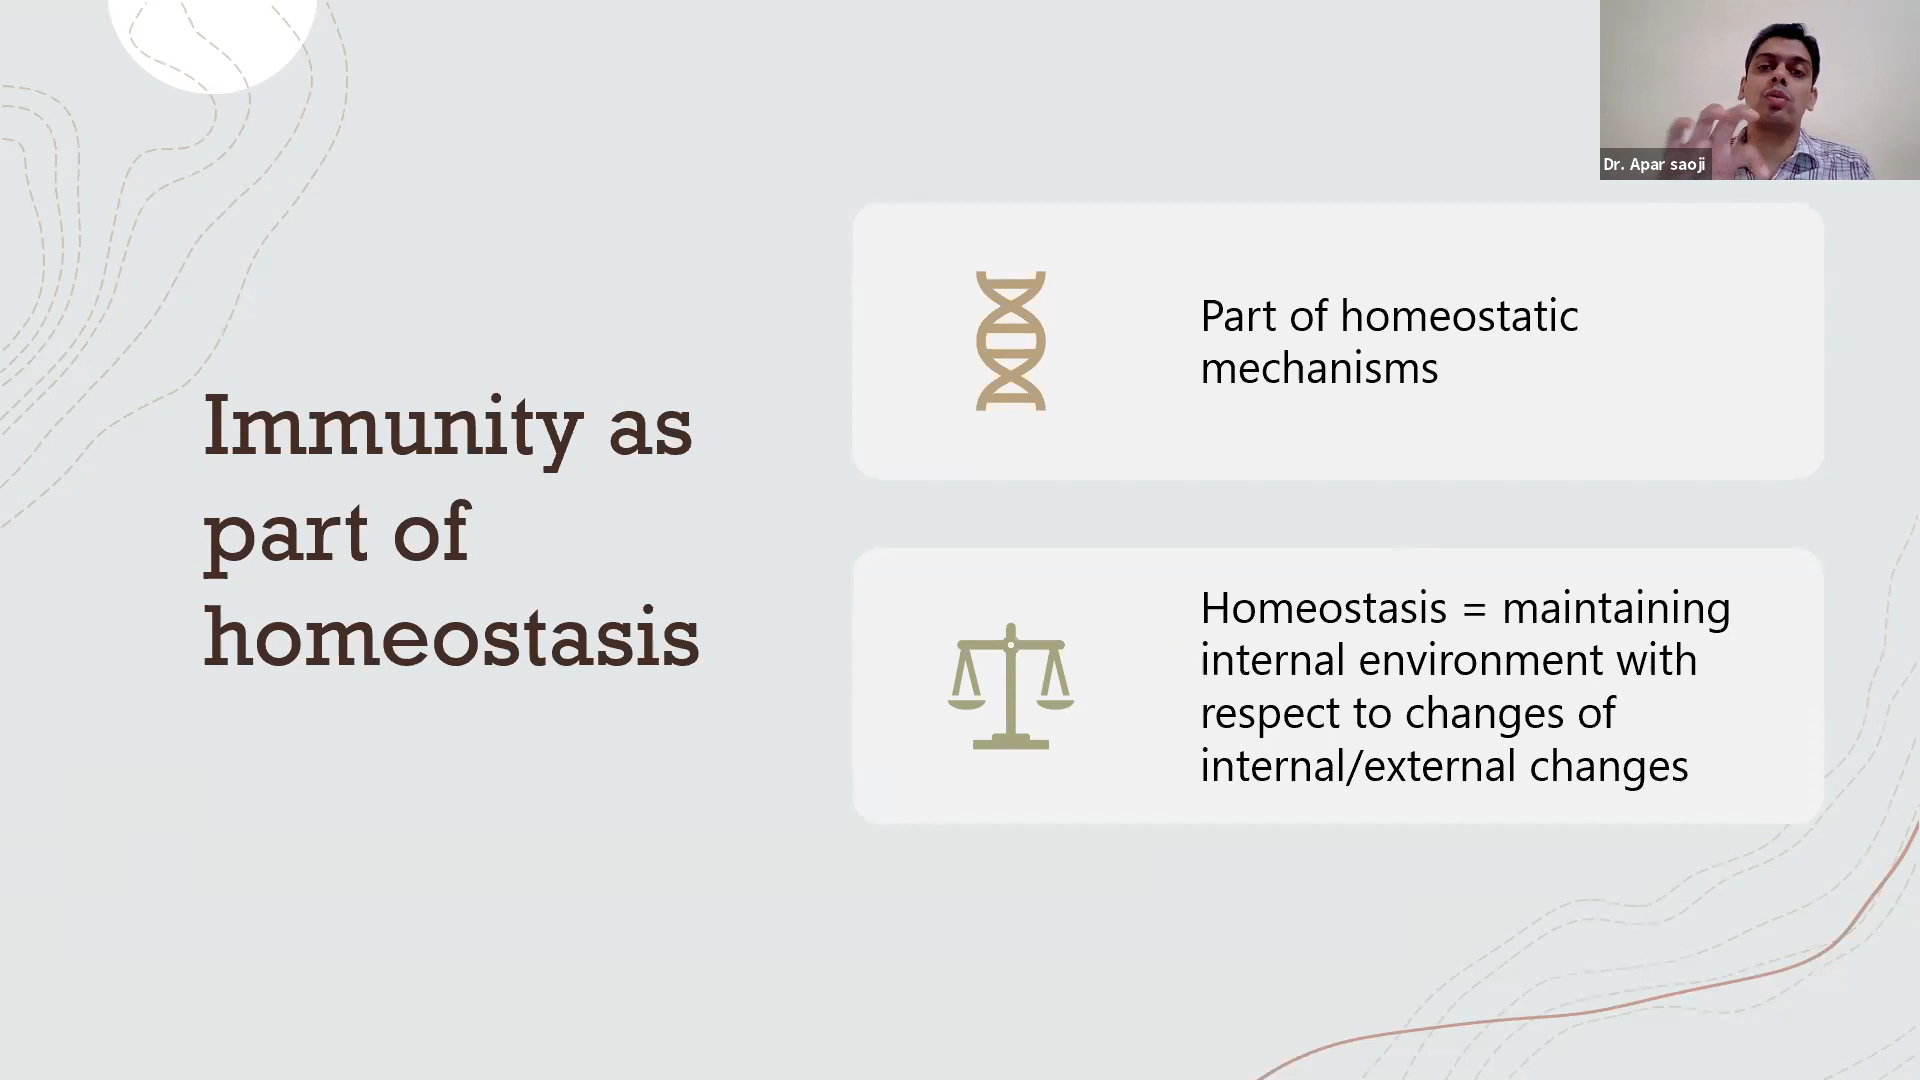 Immunity as
part of
homeostasis
Part of homeostatic
mechanisms
Homeostasis = maintaining
internal environment with
respect to changes of
internal/external changes
Dr. Apar saoji